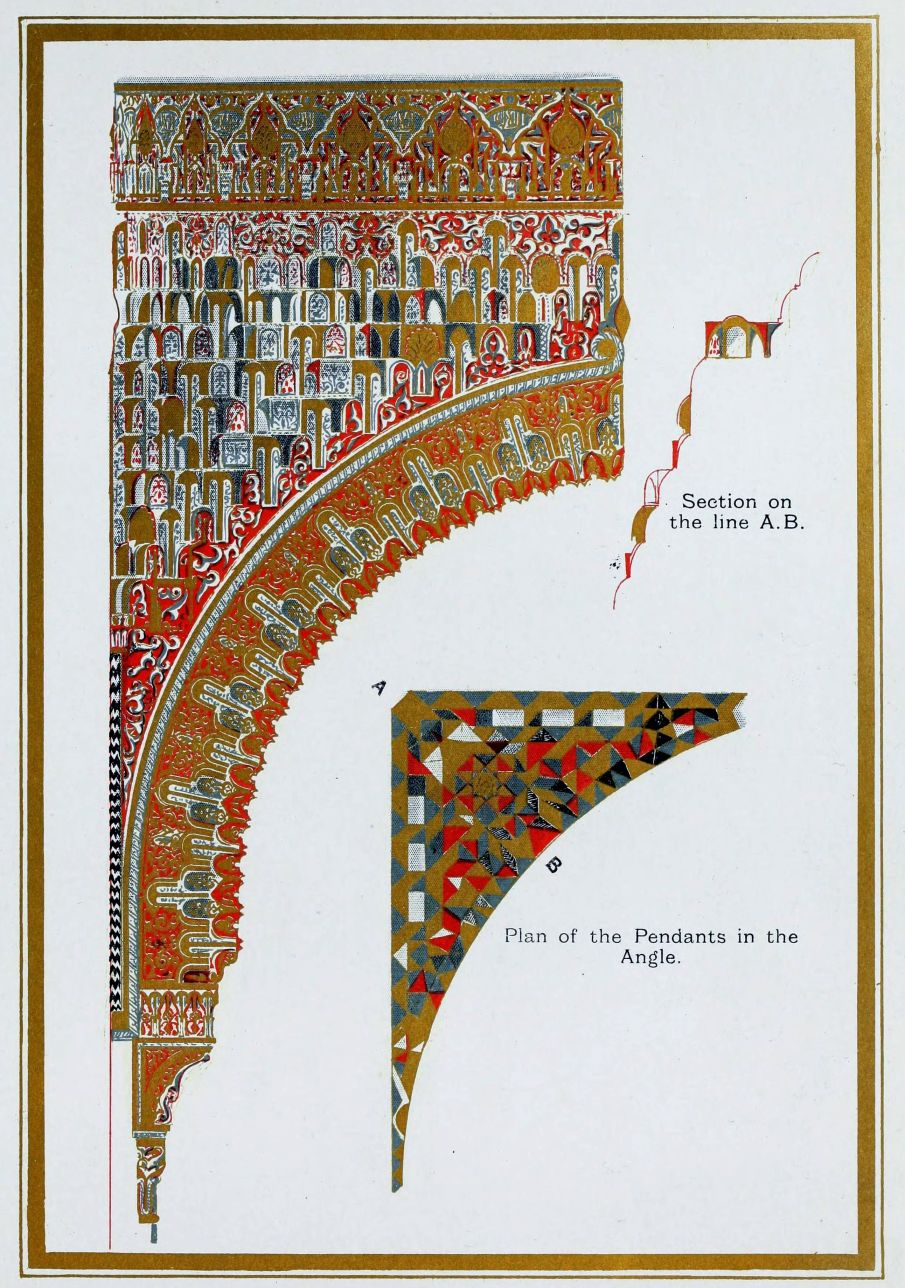 Section on
the line A.B.
A
B
Plan of the Pendants in the
Angle.